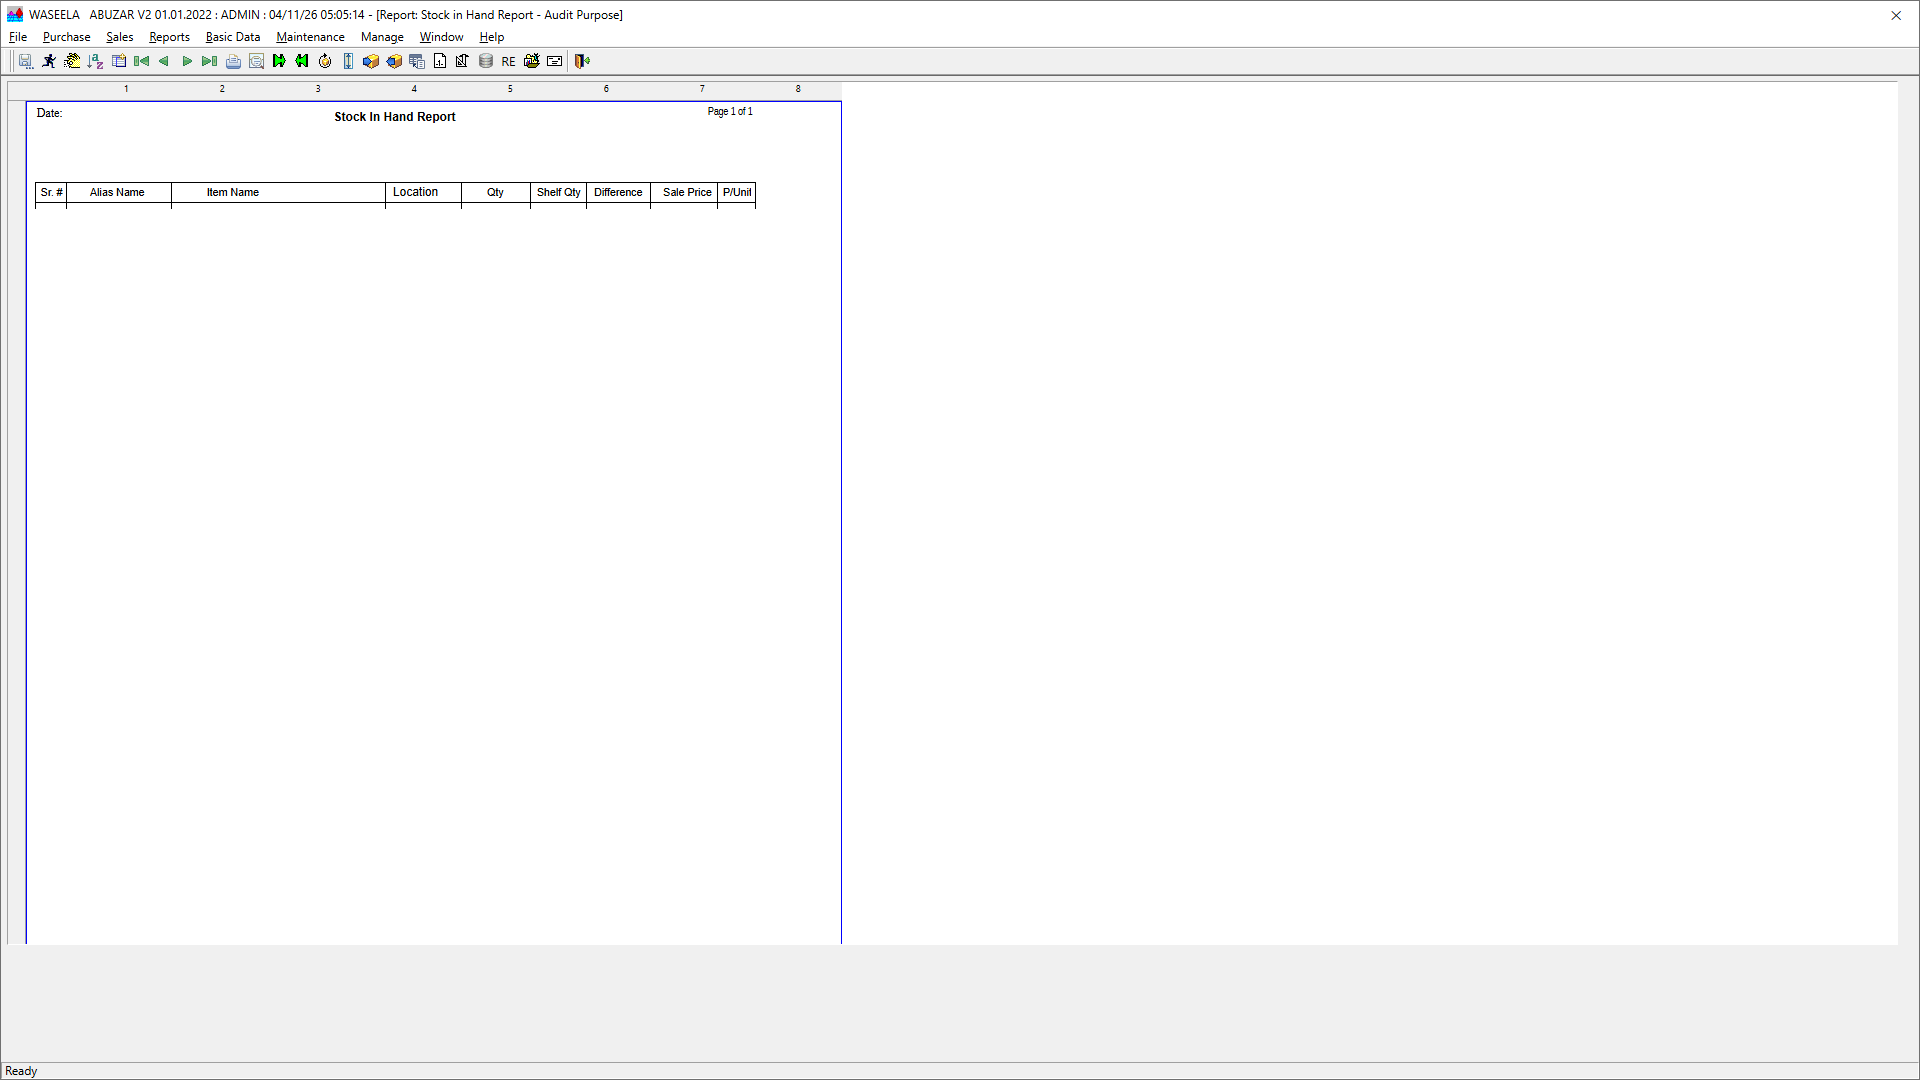 WASEELA ABUZAR V2 01.01.2022 : ADMIN : 04/11/26 05:05:14 - [Report: Stock in Hand Report - Audit Purpose]
File Purchase Sales Reports Basic Data Maintenance Manage Window Help
RE
1 2 3 4 5 6 7 8
Date: Stock In Hand Report Page 1 of 1
Sr. # Alias Name Item Name Location Qty Shelf Qty Difference Sale Price P/Unit
Ready